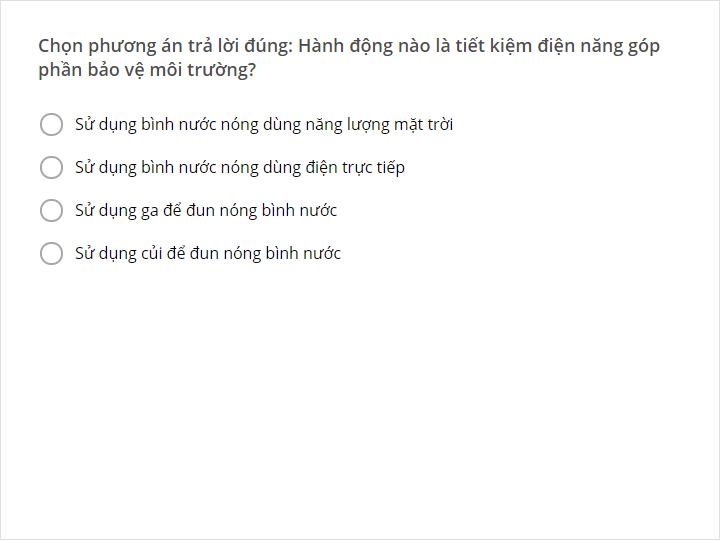 Chọn phương án trả lời đúng: Hành động nào là tiết kiệm điện năng góp
phần bảo vệ môi trường?
Sử dụng bình nước nóng dùng năng lượng mặt trời
Sử dụng bình nước nóng dùng điện trực tiếp
Sử dụng ga để đun nóng bình nước
Sử dụng củi để đun nóng bình nước